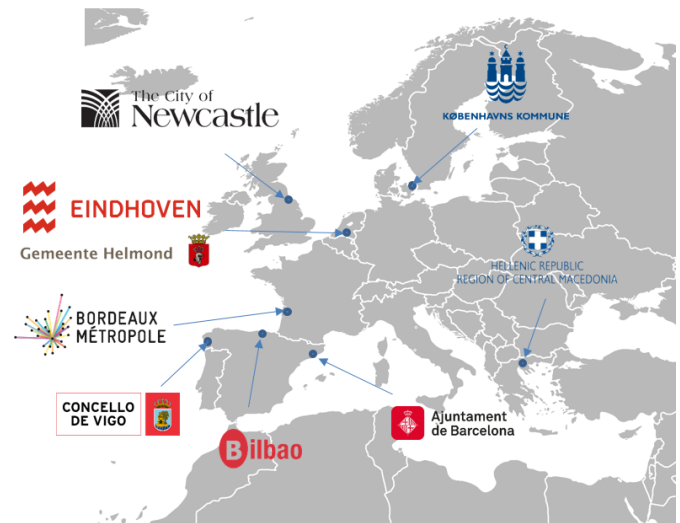 The City of
Newcastle
KØBENHAVNS KOMMUNE
EINDHOVEN
Gemeente Helmond
HELLENIC REPUBLIC
REGION OF CENTRAL MACEDONIA
BORDEAUX
MÉTROPOLE
CONCELLO
DE VIGO
Bilbao
Ajuntament
de Barcelona